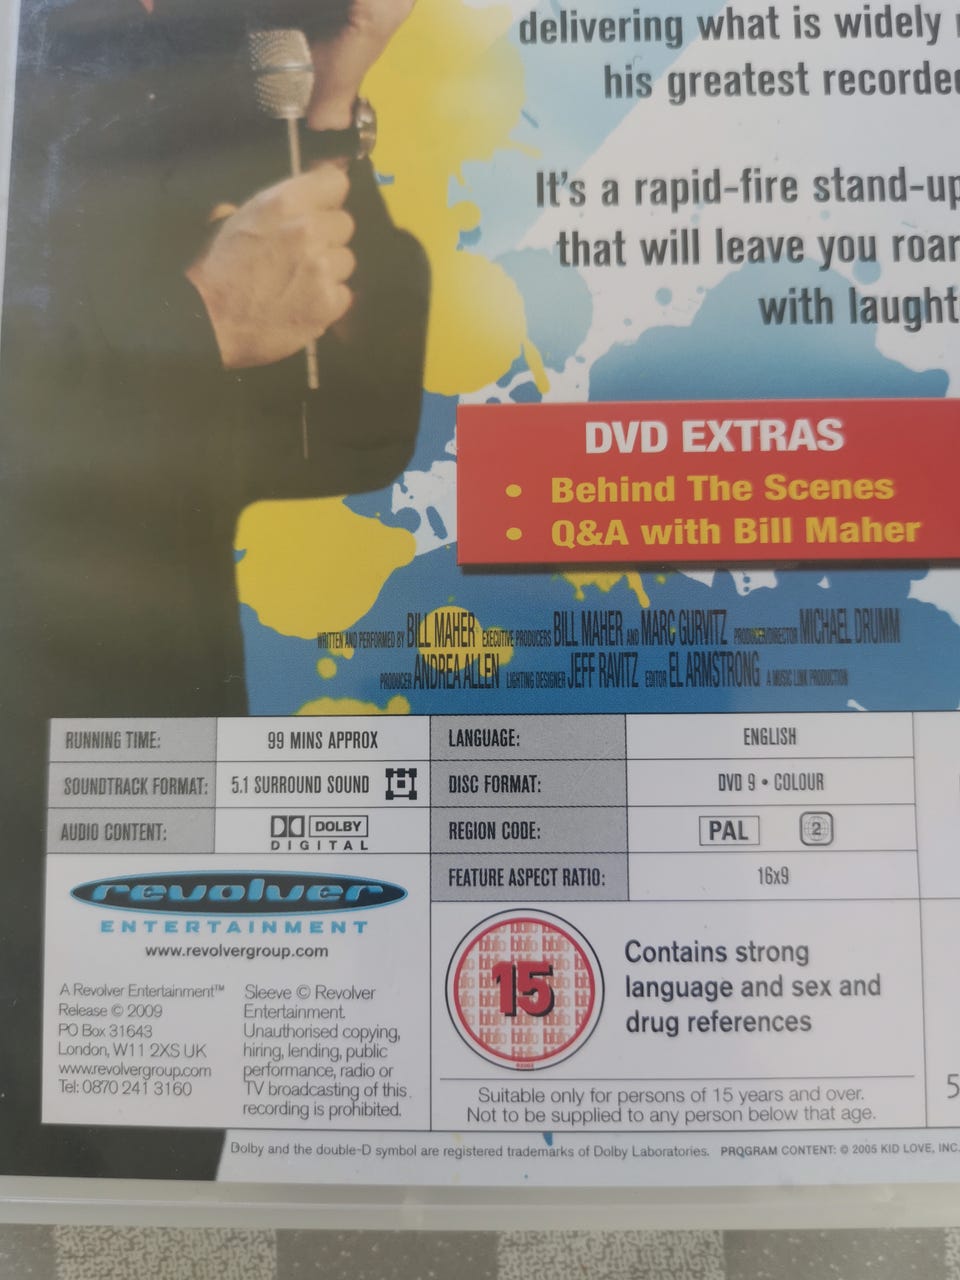 delivering what is widely
his greatest recorded
It's a rapid-fire stand-up
that will leave you roar
with laught
DVD EXTRAS
• Behind The Scenes
• Q&A with Bill Maher
WRITTEN AND PERFORMED BY BILL MAHER EXECUTIVE PRODUCERS BILL MAHER AND MARC GURVITZ PRODUCER/DIRECTOR MICHAEL DRUMM
PRODUCER ANDREA ALLEN LIGHTING DESIGNER JEFF RAVITZ EDITOR EL ARMSTRONG A MUSIC LINK PRODUCTION
RUNNING TIME: 99 MINS APPROX
SOUNDTRACK FORMAT: 5.1 SURROUND SOUND
AUDIO CONTENT: DOLBY
DIGITAL
LANGUAGE: ENGLISH
DISC FORMAT: DVD 9 • COLOUR
REGION CODE: PAL 2
FEATURE ASPECT RATIO: 16x9
revolver
ENTERTAINMENT
www.revolvergroup.com
A Revolver Entertainment™
Release © 2009
PO Box 31643
London, W11 2XS UK
www.revolvergroup.com
Tel: 0870 241 3160
Sleeve © Revolver
Entertainment.
Unauthorised copying,
hiring, lending, public
performance, radio or
TV broadcasting of this
recording is prohibited.
15
Contains strong
language and sex and
drug references
Suitable only for persons of 15 years and over.
Not to be supplied to any person below that age.
5
Dolby and the double-D symbol are registered trademarks of Dolby Laboratories. PROGRAM CONTENT: © 2005 KID LOVE, INC.